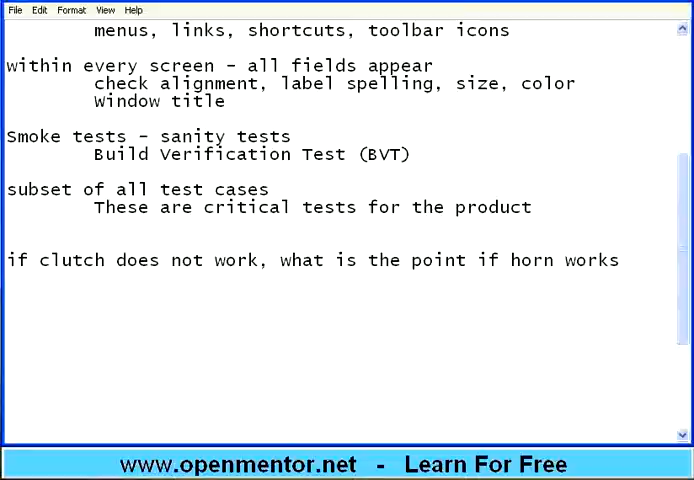 File Edit Format View Help
menus, links, shortcuts, toolbar icons
within every screen - all fields appear
check alignment, label spelling, size, color
Window title
Smoke tests - sanity tests
Build Verification Test (BVT)
subset of all test cases
These are critical tests for the product
if clutch does not work, what is the point if horn works
www.openmentor.net - Learn For Free